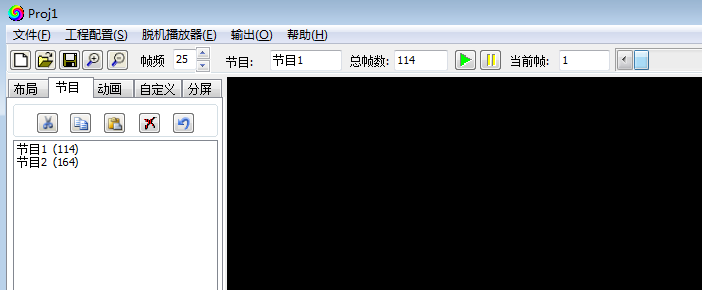 Proj1
文件(F) 工程配置(S) 脱机播放器(E) 输出(O) 帮助(H)
帧频 25 节目: 节目1 总帧数: 114 当前帧: 1
布局 节目 动画 自定义 分屏
节目1 (114)
节目2 (164)